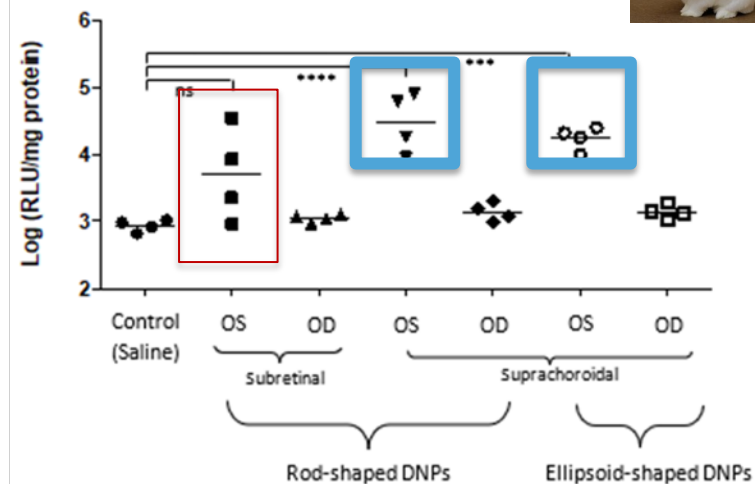 Log (RLU/mg protein)
6
5
4
3
2
ns
****
***
Control
(Saline)
OS
OD
OS
OD
OS
OD
Subretinal
Suprachoroidal
Rod-shaped DNPs
Ellipsoid-shaped DNPs